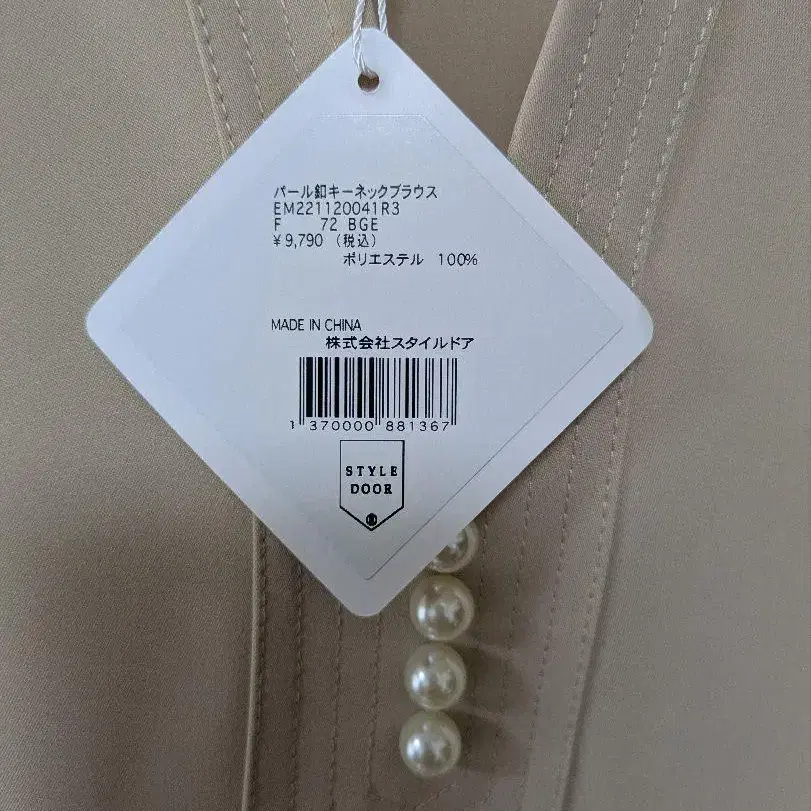 パール釦キーネックブラウス
EM221120041R3
F 72 BGE
¥9,790 (税込)
ポリエステル 100%
MADE IN CHINA
株式会社スタイルドア
1 370000 881367
STYLE
DOOR